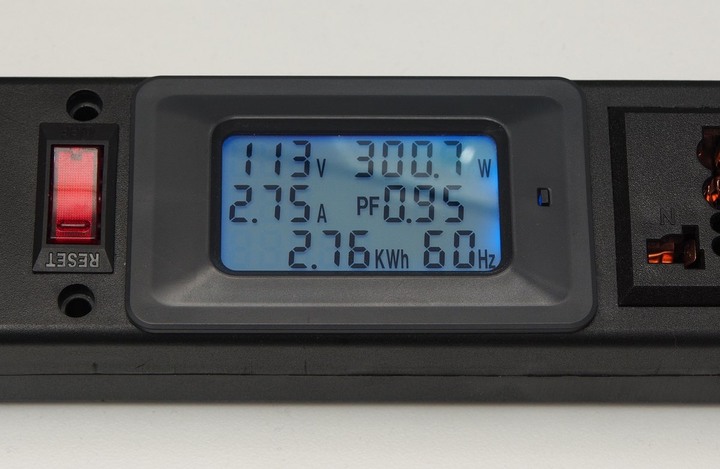 113V 300.7W
2.75A PF0.95
2.76KWh 60Hz
RESET
N